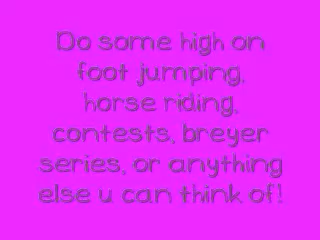 Do some high on
foot jumping,
horse riding,
contests, breyer
series, or anything
else u can think of!